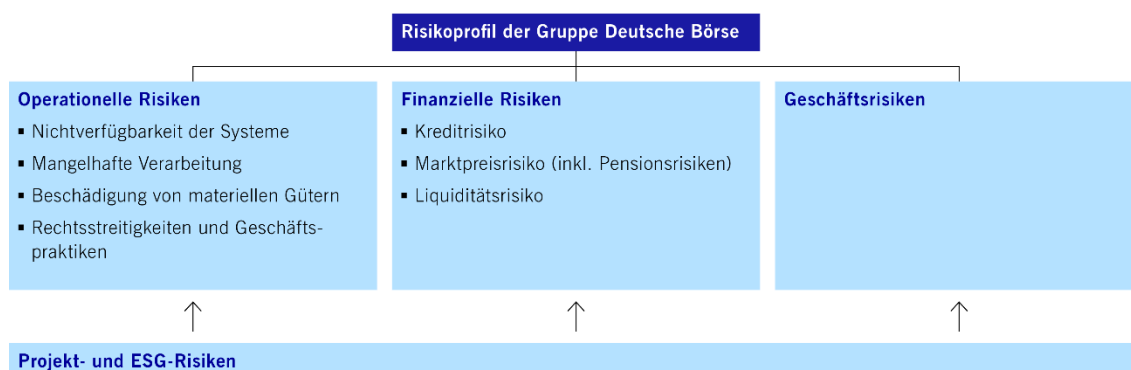 Risikoprofil der Gruppe Deutsche Börse
Operationelle Risiken
▪ Nichtverfügbarkeit der Systeme
▪ Mangelhafte Verarbeitung
▪ Beschädigung von materiellen Gütern
▪ Rechtsstreitigkeiten und Geschäfts-
praktiken
Finanzielle Risiken
▪ Kreditrisiko
▪ Marktpreisrisiko (inkl. Pensionsrisiken)
▪ Liquiditätsrisiko
Geschäftsrisiken
Projekt- und ESG-Risiken